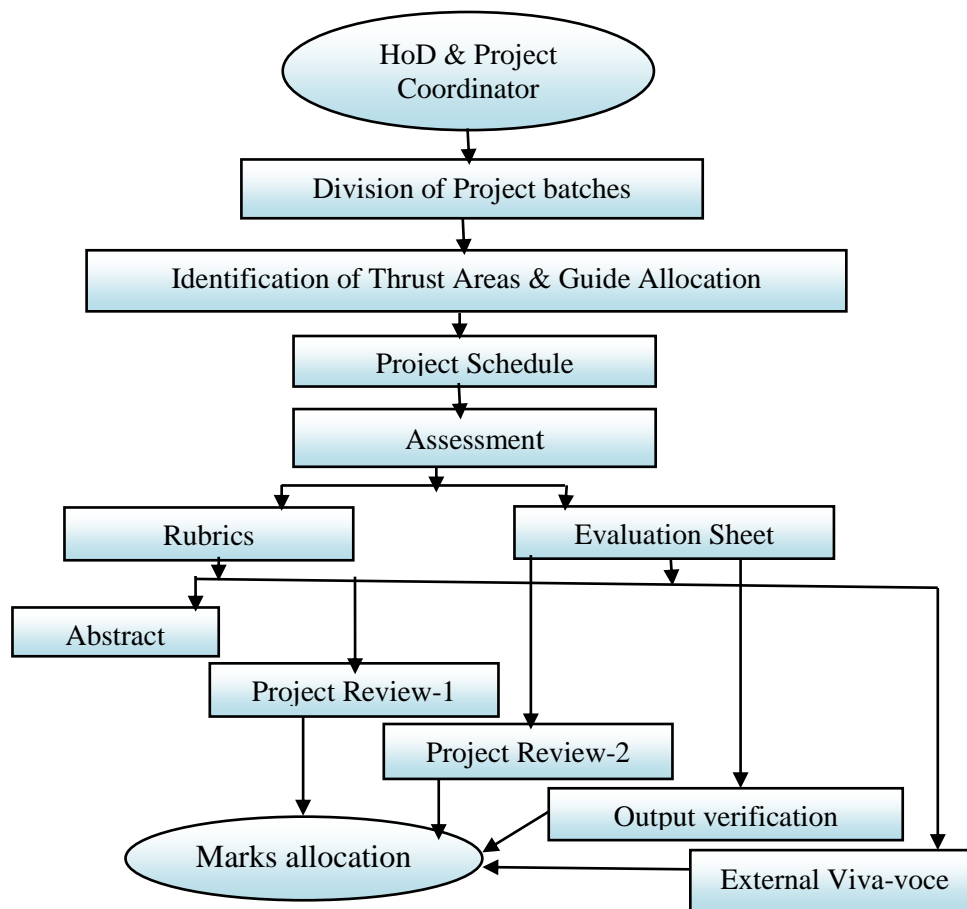 HoD & Project
Coordinator
Division of Project batches
Identification of Thrust Areas & Guide Allocation
Project Schedule
Assessment
Rubrics
Evaluation Sheet
Abstract
Project Review-1
Project Review-2
Output verification
Marks allocation
External Viva-voce